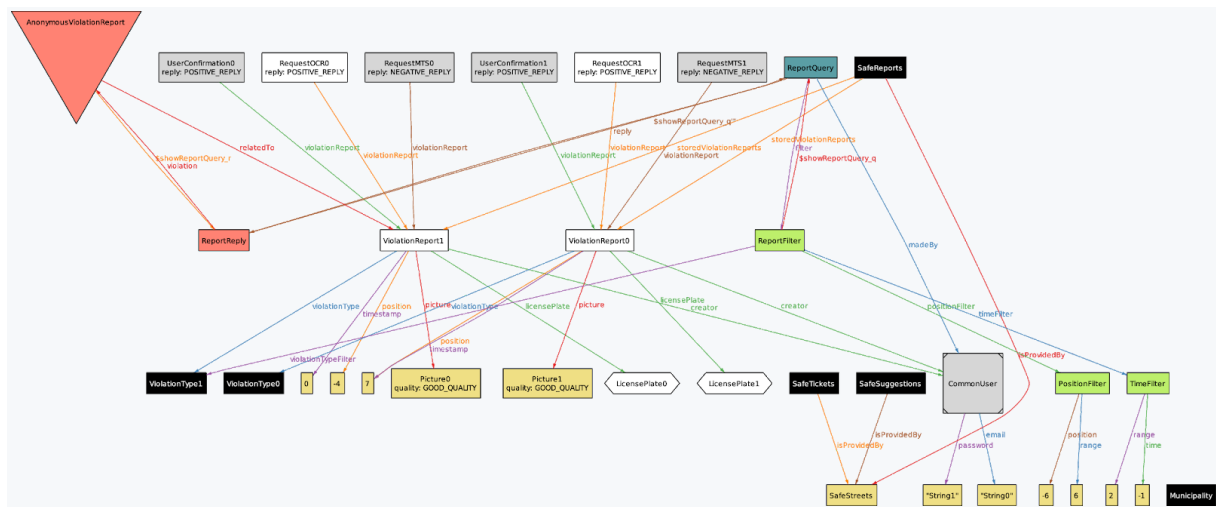 AnonymousViolationReport
UserConfirmation0
reply: POSITIVE_REPLY
RequestOCR0
reply: POSITIVE_REPLY
RequestMTS0
reply: NEGATIVE_REPLY
UserConfirmation1
reply: POSITIVE_REPLY
RequestOCR1
reply: POSITIVE_REPLY
RequestMTS1
reply: NEGATIVE_REPLY
ReportQuery
SafeReports
$showReportQuery_q"
reply
storedViolationReports
filter
relatedTo
violationReport
violationReport
violationReport
violationReport
violationReport
violationReport
storedViolationReports
$showReportQuery_r
violation
$showReportQuery_q
ReportReply
ViolationReport1
ViolationReport0
ReportFilter
madeBy
violationType
position
timestamp
picture
violationType
licensePlate
picture
licensePlate
creator
creator
positionFilter
timeFilter
position
timestamp
violationTypeFilter
isProvidedBy
ViolationType1
ViolationType0
0
-4
7
Picture0
quality: GOOD_QUALITY
Picture1
quality: GOOD_QUALITY
LicensePlate0
LicensePlate1
SafeTickets
SafeSuggestions
CommonUser
PositionFilter
TimeFilter
isProvidedBy
isProvidedBy
password
email
position
range
range
time
SafeStreets
"String1"
"String0"
-6
6
2
-1
Municipality